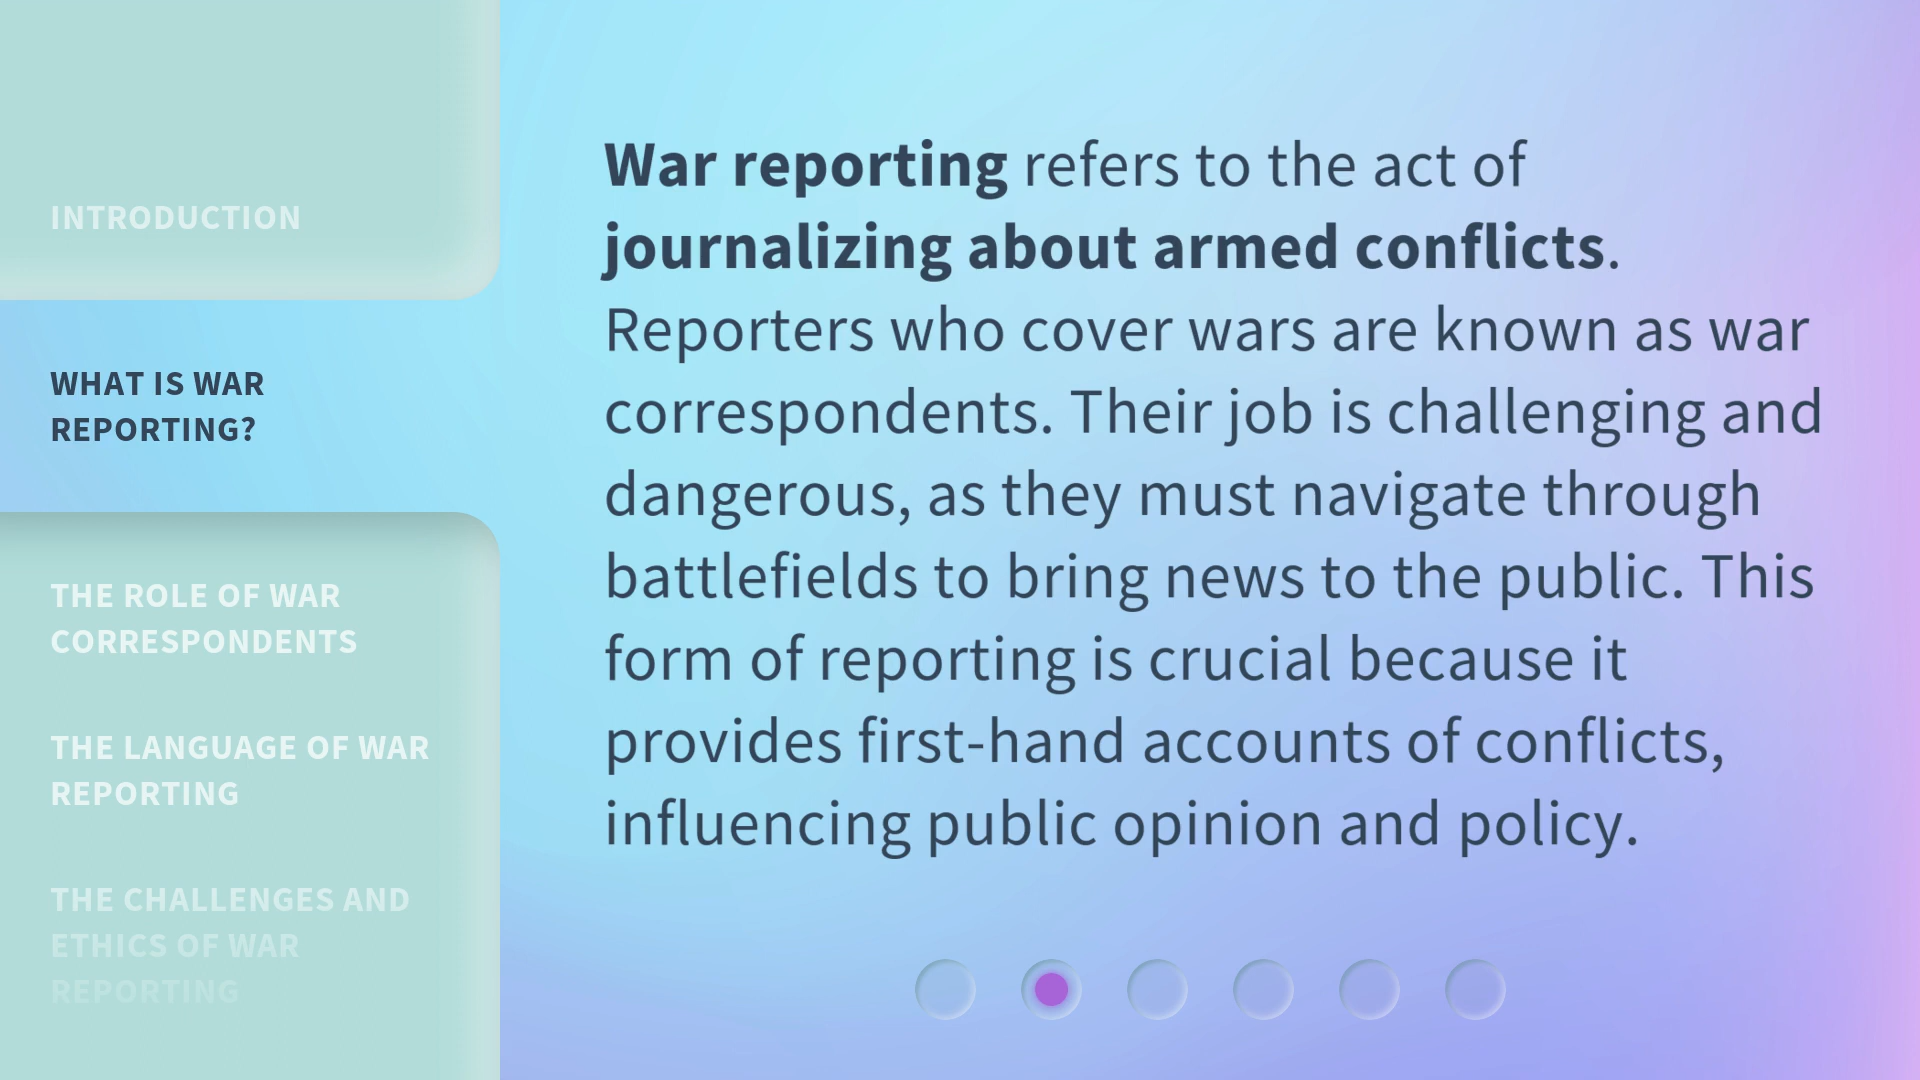 INTRODUCTION
WHAT IS WAR
REPORTING?
THE ROLE OF WAR
CORRESPONDENTS
THE LANGUAGE OF WAR
REPORTING
THE CHALLENGES AND
ETHICS OF WAR
REPORTING
War reporting refers to the act of
journalizing about armed conflicts.
Reporters who cover wars are known as war
correspondents. Their job is challenging and
dangerous, as they must navigate through
battlefields to bring news to the public. This
form of reporting is crucial because it
provides first-hand accounts of conflicts,
influencing public opinion and policy.